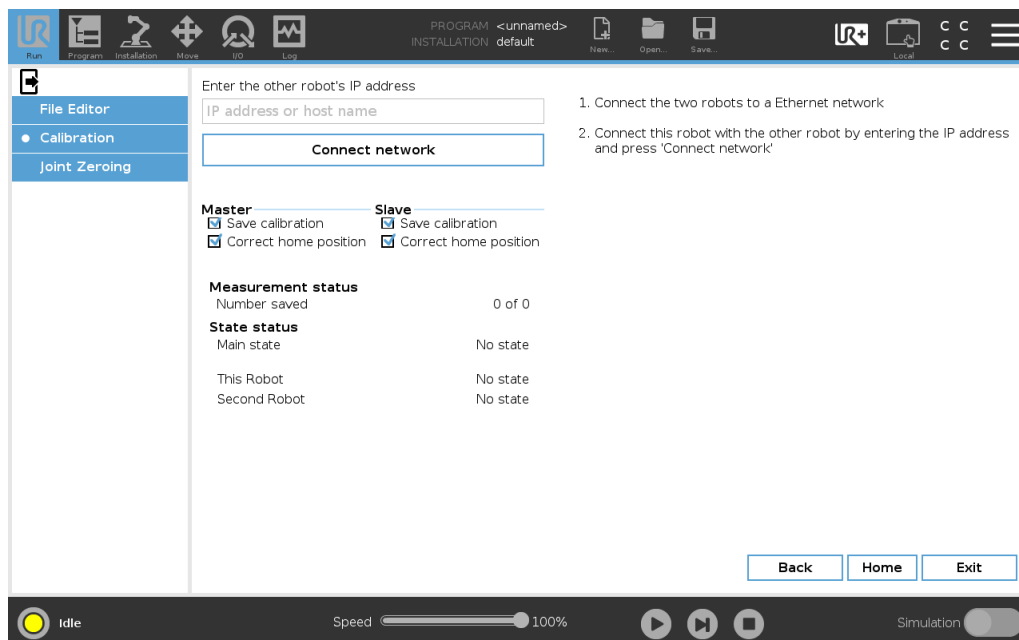 UR
Run
Program
Installation
Move
I/O
Log
PROGRAM <unnamed>
INSTALLATION default
New...
Open...
Save...
UR+
Local
C C
C C
File Editor
Calibration
Joint Zeroing
Enter the other robot's IP address
IP address or host name
Connect network
1. Connect the two robots to a Ethernet network
2. Connect this robot with the other robot by entering the IP address
and press 'Connect network'
Master Slave
Save calibration Save calibration
Correct home position Correct home position
Measurement status
Number saved 0 of 0
State status
Main state No state
This Robot No state
Second Robot No state
Back Home Exit
Idle Speed 100% Simulation